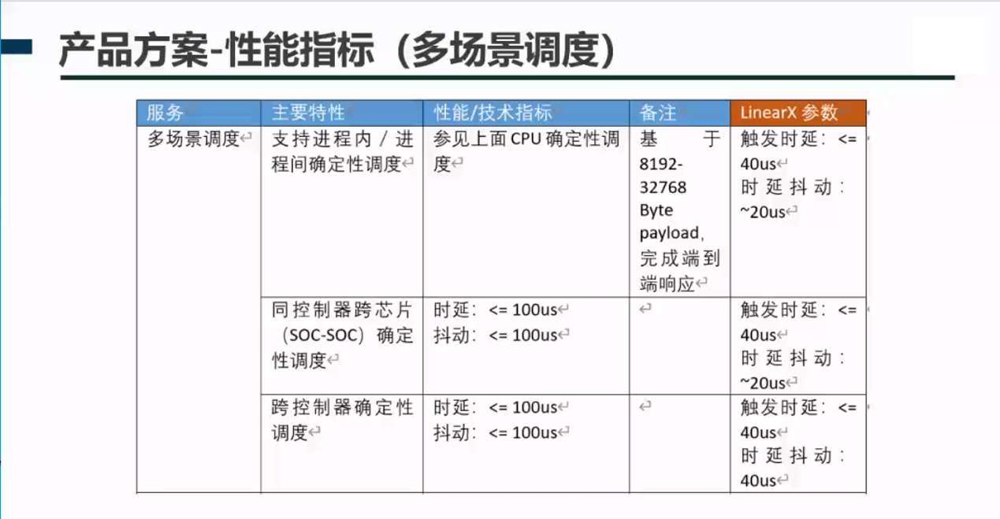 产品方案-性能指标（多场景调度）
服务
主要特性
性能/技术指标
备注
LinearX 参数
多场景调度
支持进程内 / 进
程间确定性调度
参见上面 CPU 确定性调
度
基 于
8192-
32768
Byte
payload,
完成端到
端响应
触发时延： <=
40us
时延抖动：
~20us
同控制器跨芯片
（SOC-SOC）确定
性调度
时延： <= 100us
抖动： <= 100us
触发时延： <=
40us
时延抖动：
~20us
跨控制器确定性
调度
时延： <= 100us
抖动： <= 100us
触发时延： <=
40us
时延抖动：
40us